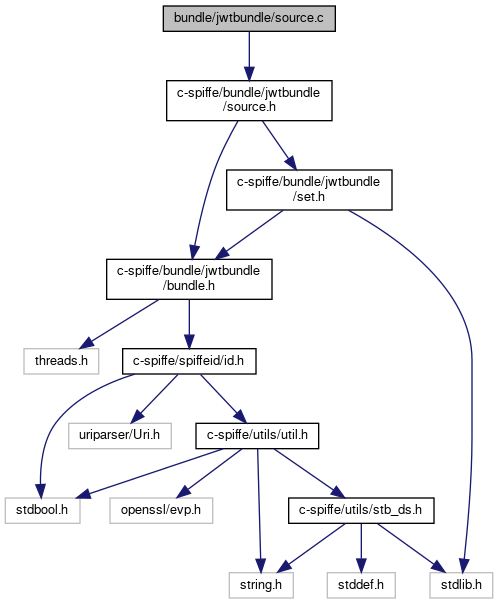 bundle/jwtbundle/source.c
c-spiffe/bundle/jwtbundle
/source.h
c-spiffe/bundle/jwtbundle
/set.h
c-spiffe/bundle/jwtbundle
/bundle.h
threads.h
c-spiffe/spiffeid/id.h
uriparser/Uri.h
c-spiffe/utils/util.h
stdbool.h
openssl/evp.h
c-spiffe/utils/stb_ds.h
string.h
stddef.h
stdlib.h